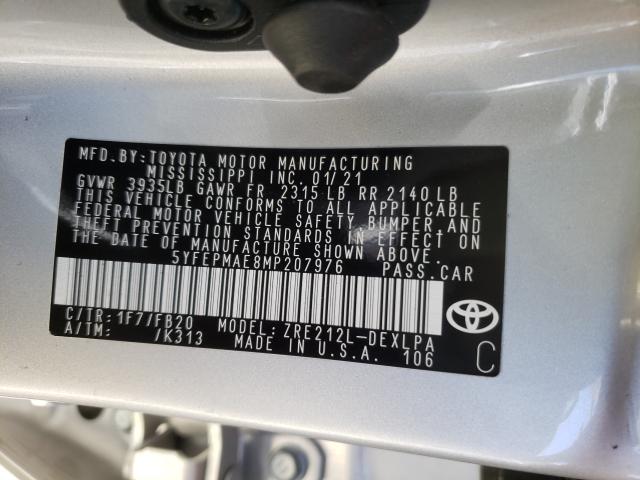 MFD.BY:TOYOTA MOTOR MANUFACTURING
MISSISSIPPI INC. 01/21
GVWR 3935LB GAWR FR 2315 LB RR 2140 LB
THIS VEHICLE CONFORMS TO ALL APPLICABLE
FEDERAL MOTOR VEHICLE SAFETY, BUMPER, AND
THEFT PREVENTION STANDARDS IN EFFECT ON
THE DATE OF MANUFACTURE SHOWN ABOVE.
5YFEPMAE8MP207976 PASS.CAR
C/TR:1F7/FB20 MODEL: ZRE212L-DEXLPA
A/TM: /K313 MADE IN U.S.A. 106
C